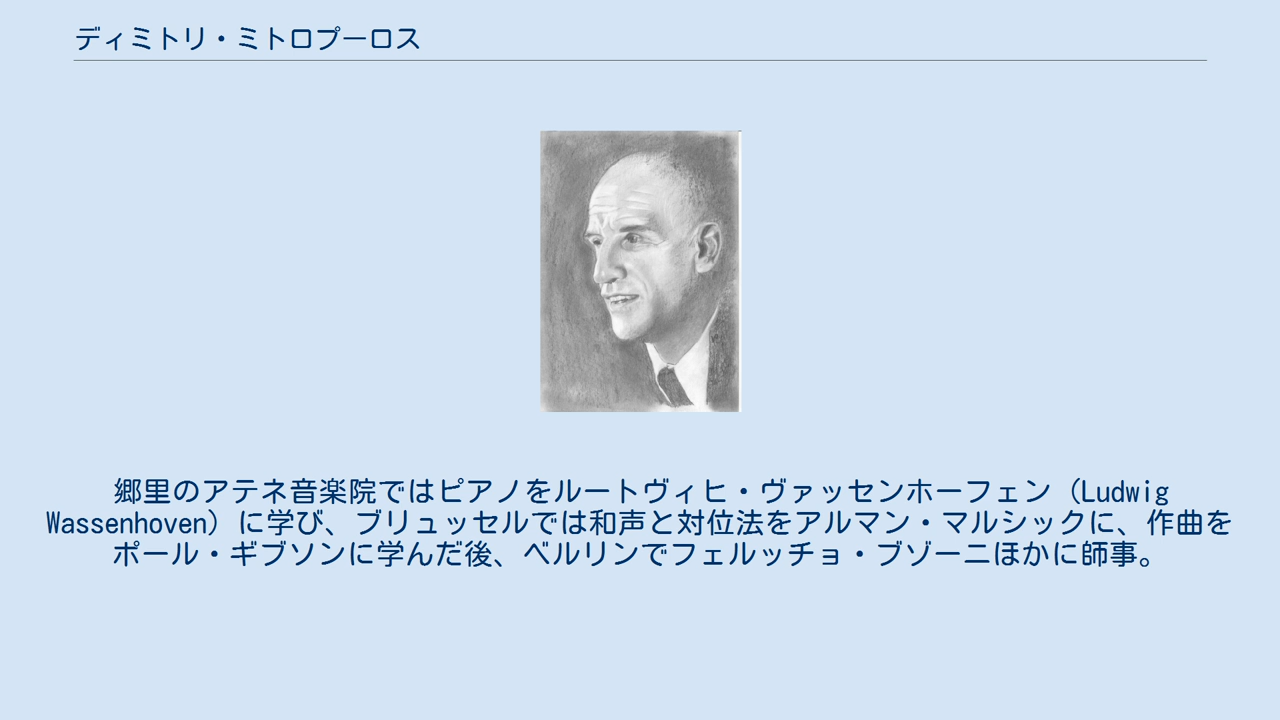 ディミトリ・ミトロプーロス
郷里のアテネ音楽院ではピアノをルートヴィヒ・ヴァッセンホーフェン（Ludwig
Wassenhoven）に学び、ブリュッセルでは和声と対位法をアルマン・マルシックに、作曲を
ポール・ギブソンに学んだ後、ベルリンでフェルッチョ・ブゾーニほかに師事。